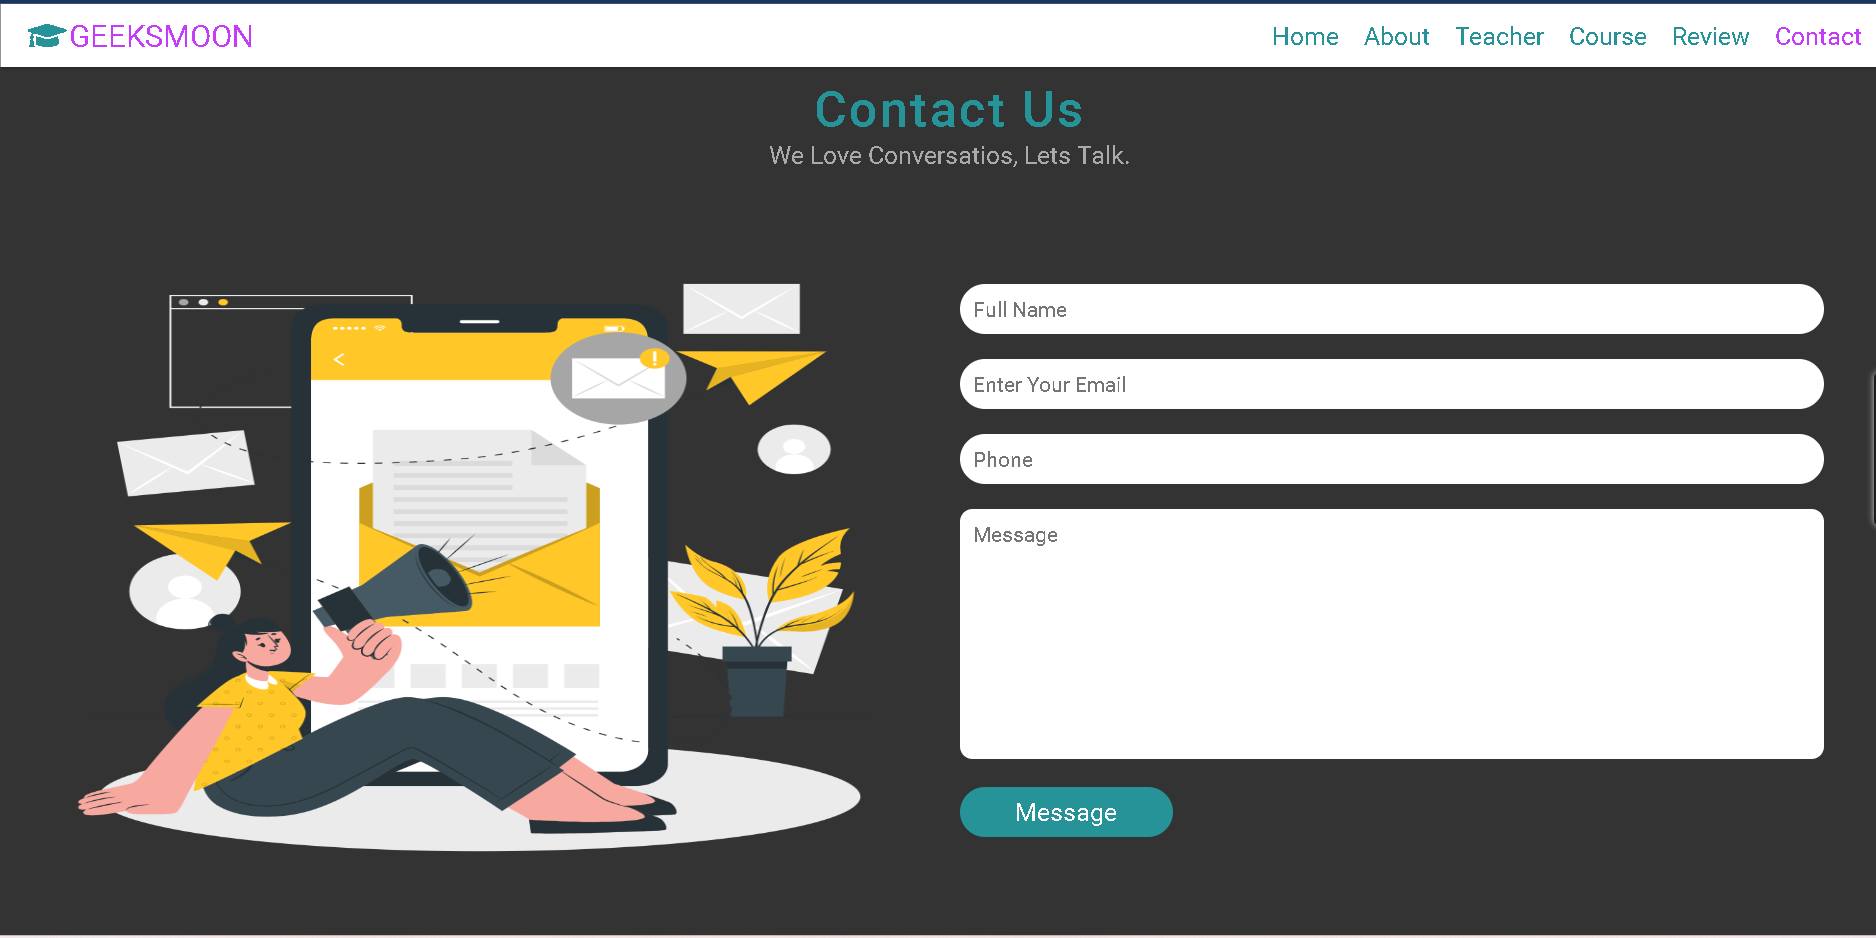 GEEKSMOON
Home About Teacher Course Review Contact
Contact Us
We Love Conversatios, Lets Talk.
!
Full Name
Enter Your Email
Phone
Message
Message